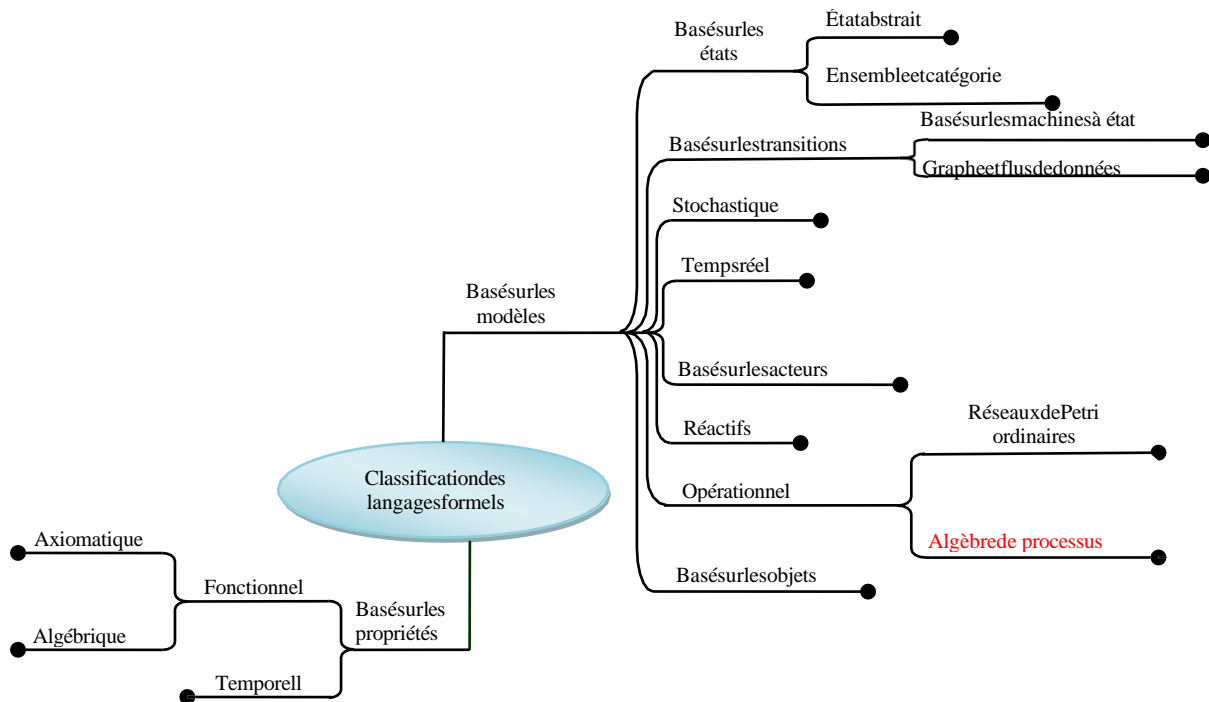 Étatabstrait
Basésurles
états
Ensembleetcatégorie
Basésurlesmachinesà état
Basésurlestransitions
Grapheetfluxdedonnées
Stochastique
Tempsréel
Basésurles
modèles
Basésurlesacteurs
Réactifs
RéseauxdePetri
ordinaires
Opérationnel
Algèbrede processus
Basésurlesobjets
Classificationdes
langagesformels
Axiomatique
Fonctionnel
Algébrique
Basésurles
propriétés
Temporell